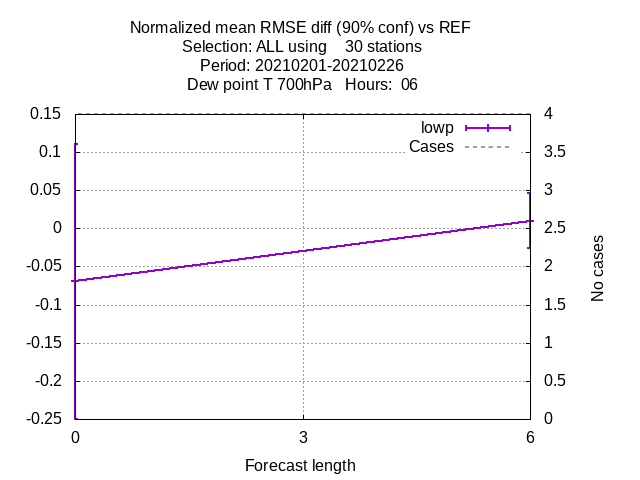 Normalized mean RMSE diff (90% conf) vs REF
Selection: ALL using    30 stations
Period: 20210201-20210226
Dew point T 700hPa   Hours:  06
0.15
0.1
0.05
0
-0.05
-0.1
-0.15
-0.2
-0.25
lowp
Cases
4
3.5
3
2.5
2
1.5
1
0.5
0
No cases
0
3
6
Forecast length